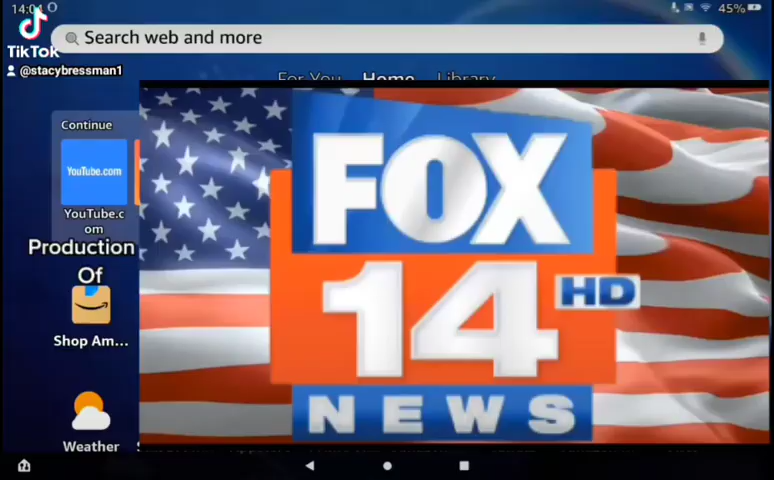 14:04
45%
TikTok
@stacybressman1
Search web and more
For You Home Library
Continue
YouTube.com
YouTube.c
om
Production
Of
Shop Am...
Weather
FOX
14
HD
NEWS